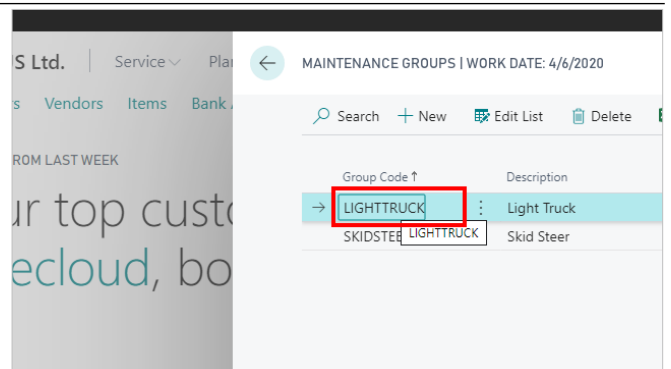 S Ltd. Service Pla
MAINTENANCE GROUPS | WORK DATE: 4/6/2020
s Vendors Items Bank
Search + New Edit List Delete
ROM LAST WEEK
Group Code ↑ Description
ur top custo
→ LIGHTTRUCK Light Truck
SKIDSTEE LIGHTTRUCK Skid Steer
ecloud, bo